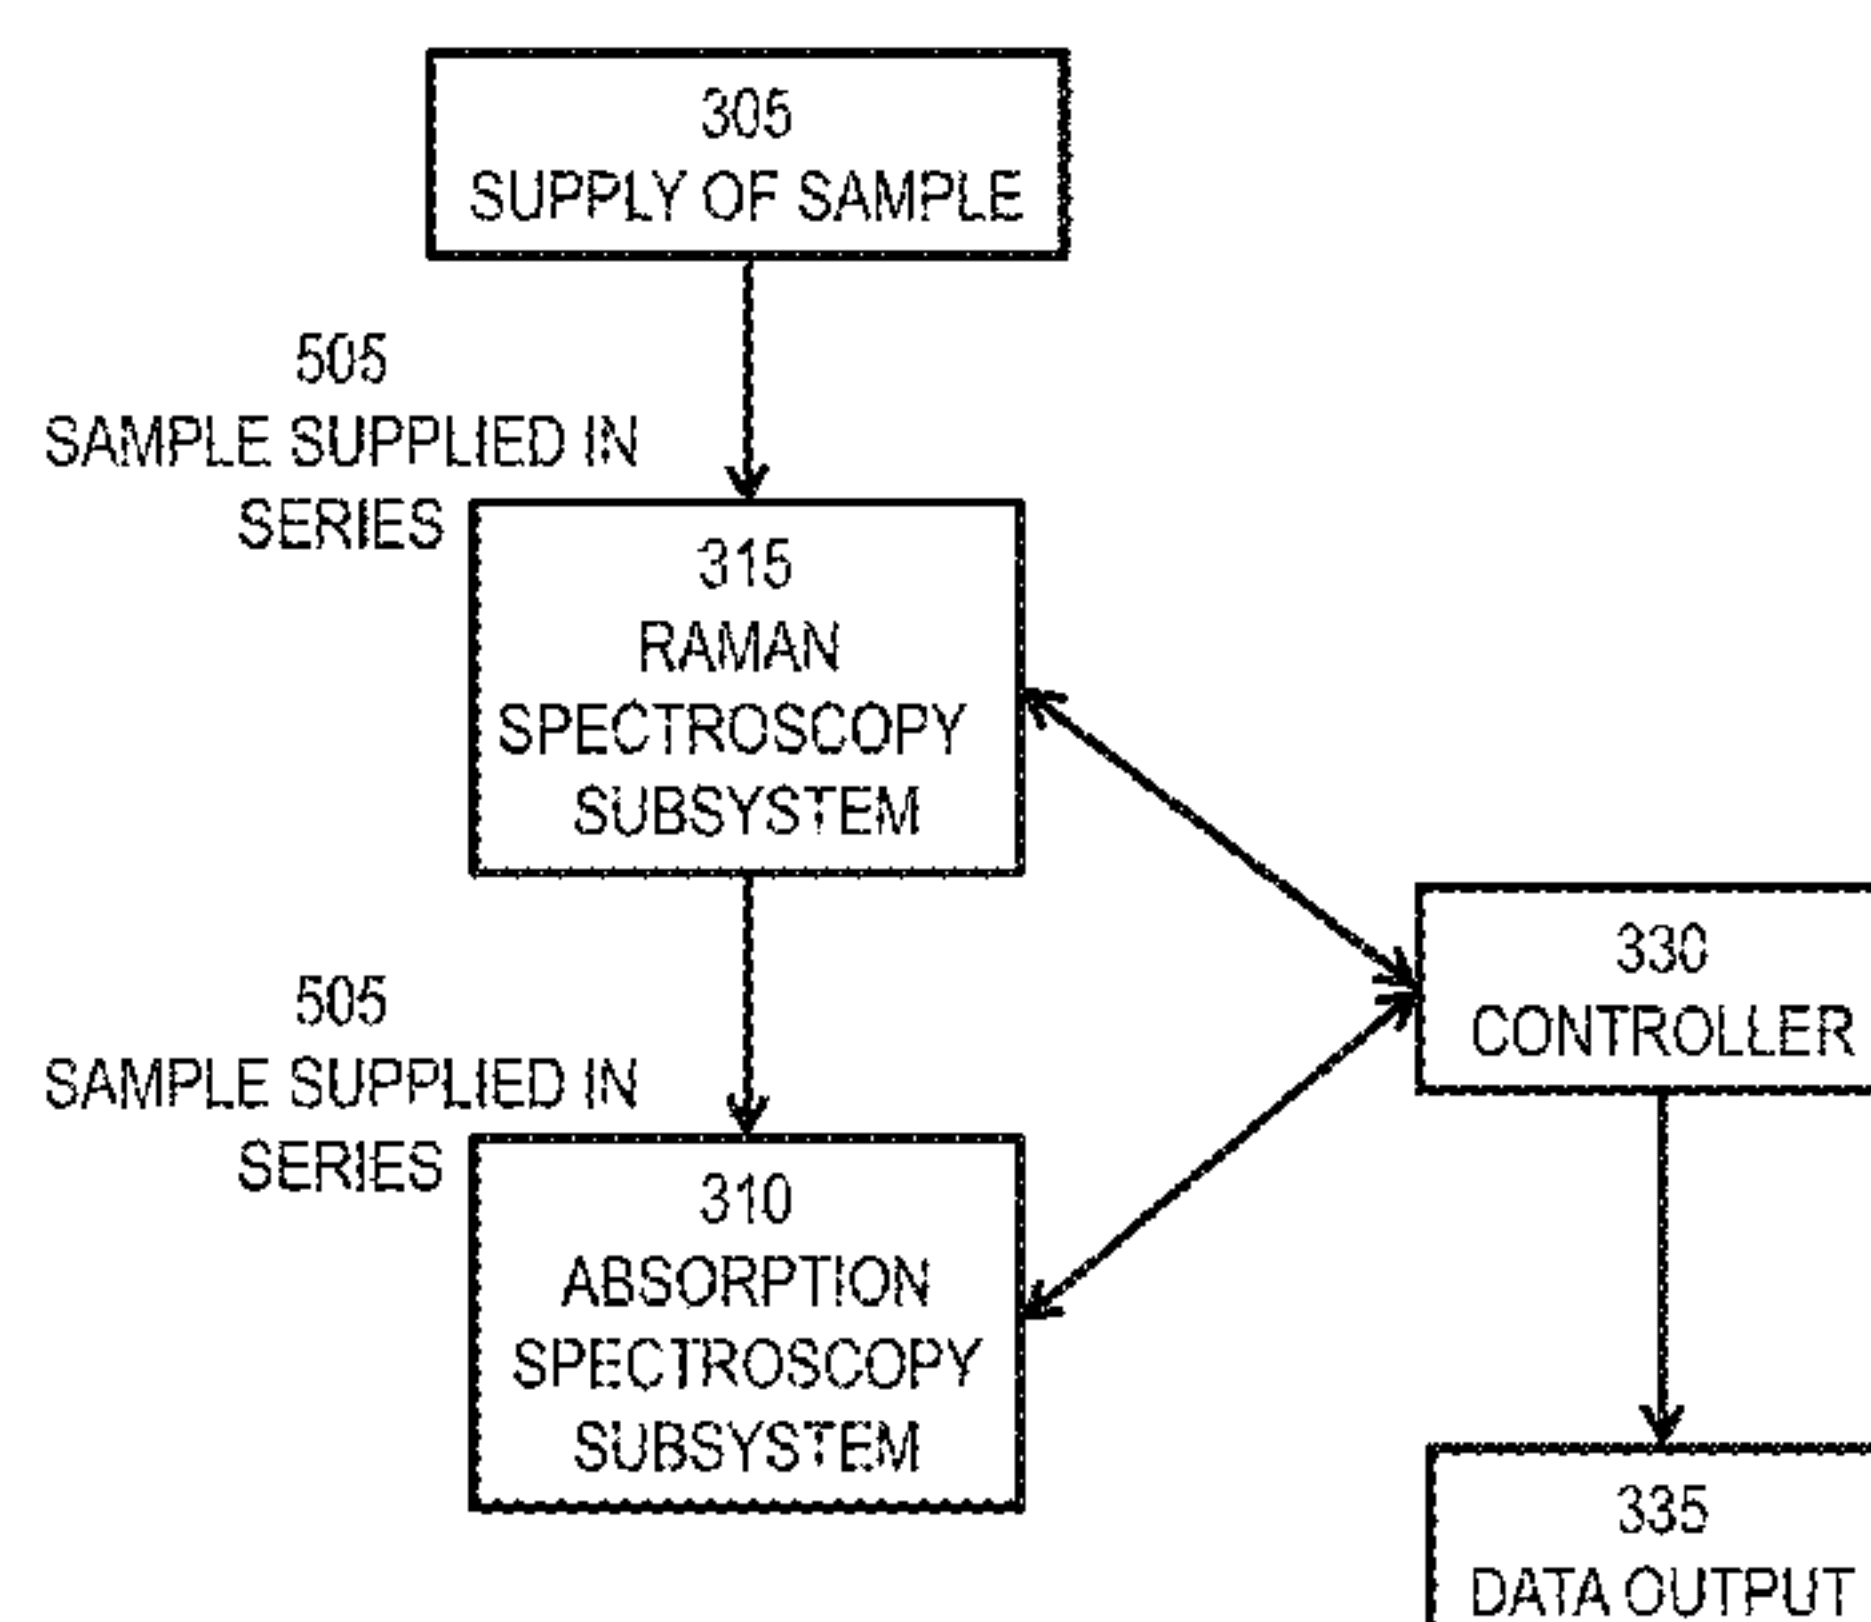 305
SUPPLY OF SAMPLE
505
SAMPLE SUPPLIED IN
SERIES
315
RAMAN
SPECTROSCOPY
SUBSYSTEM
330
CONTROLLER
505
SAMPLE SUPPLIED IN
SERIES
310
ABSORPTION
SPECTROSCOPY
SUBSYSTEM
335
DATA OUTPUT